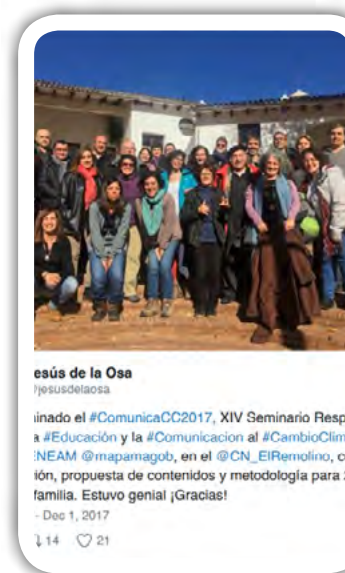 esús de la Osa
@jesusdelaosa
inado el #ComunicaCC2017, XIV Seminario Resp
a #Educación y la #Comunicacion al #CambioClim
NEAM @mapamagob, en el @CN_ElRemolino, c
ión, propuesta de contenidos y metodología para
familia. Estuvo genial ¡Gracias!
- Dec 1, 2017
14 21